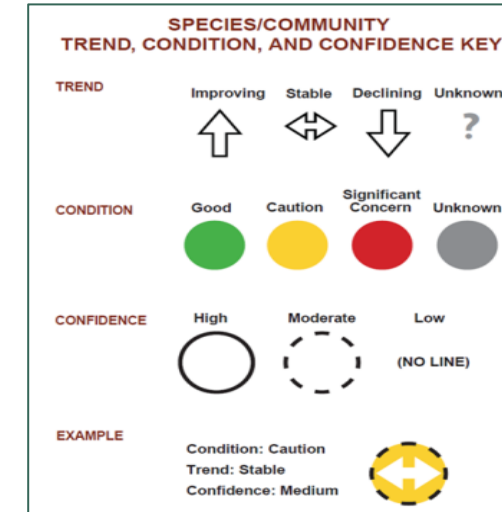 SPECIES/COMMUNITY
TREND, CONDITION, AND CONFIDENCE KEY
TREND
Improving Stable Declining Unknown
?
CONDITION
Good Caution Significant Concern Unknown
CONFIDENCE
High Moderate Low
(NO LINE)
EXAMPLE
Condition: Caution
Trend: Stable
Confidence: Medium